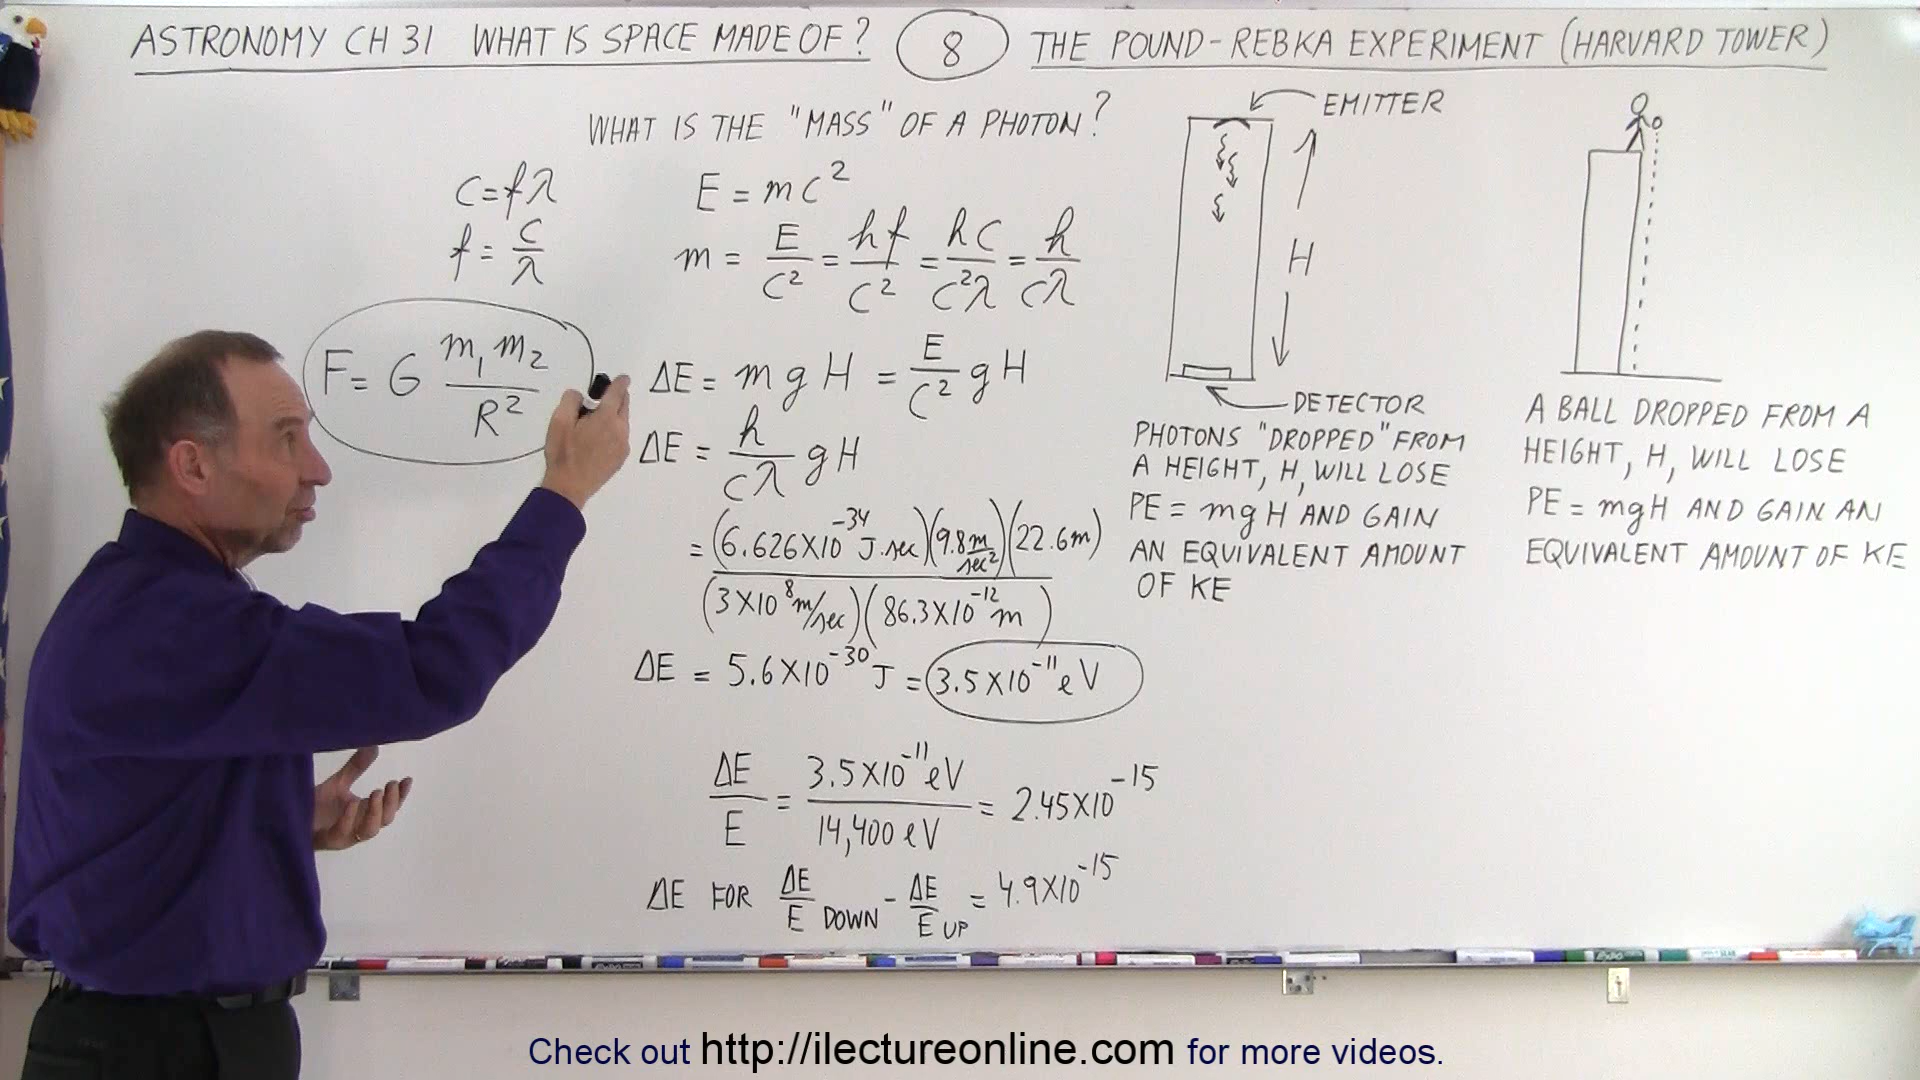 ASTRONOMY CH 31 WHAT IS SPACE MADE OF? 8 THE POUND-REBKA EXPERIMENT (HARVARD TOWER)
WHAT IS THE "MASS" OF A PHOTON?
C=fλ
f = C/λ
F = G m₁m₂/R²
E = mC²
m = E/C² = hf/C² = hC/C²λ = h/Cλ
ΔE = mgH = E/C² gH
ΔE = h/Cλ gH
= (6.626X10⁻³⁴ J·sec)(9.8 m/sec²)(22.6m) / (3X10⁸ m/sec)(86.3X10⁻¹² m)
ΔE = 5.6X10⁻³⁰ J = 3.5X10⁻¹¹ eV
ΔE/E = 3.5X10⁻¹¹ eV/14,400 eV = 2.45X10⁻¹⁵
ΔE FOR ΔE/E DOWN - ΔE/E UP = 4.9X10⁻¹⁵
EMITTER
H
DETECTOR
PHOTONS "DROPPED" FROM
A HEIGHT, H, WILL LOSE
PE = mgH AND GAIN
AN EQUIVALENT AMOUNT
OF KE
A BALL DROPPED FROM A
HEIGHT, H, WILL LOSE
PE = mgH AND GAIN AN
EQUIVALENT AMOUNT OF KE
Check out http://ilectureonline.com for more videos.